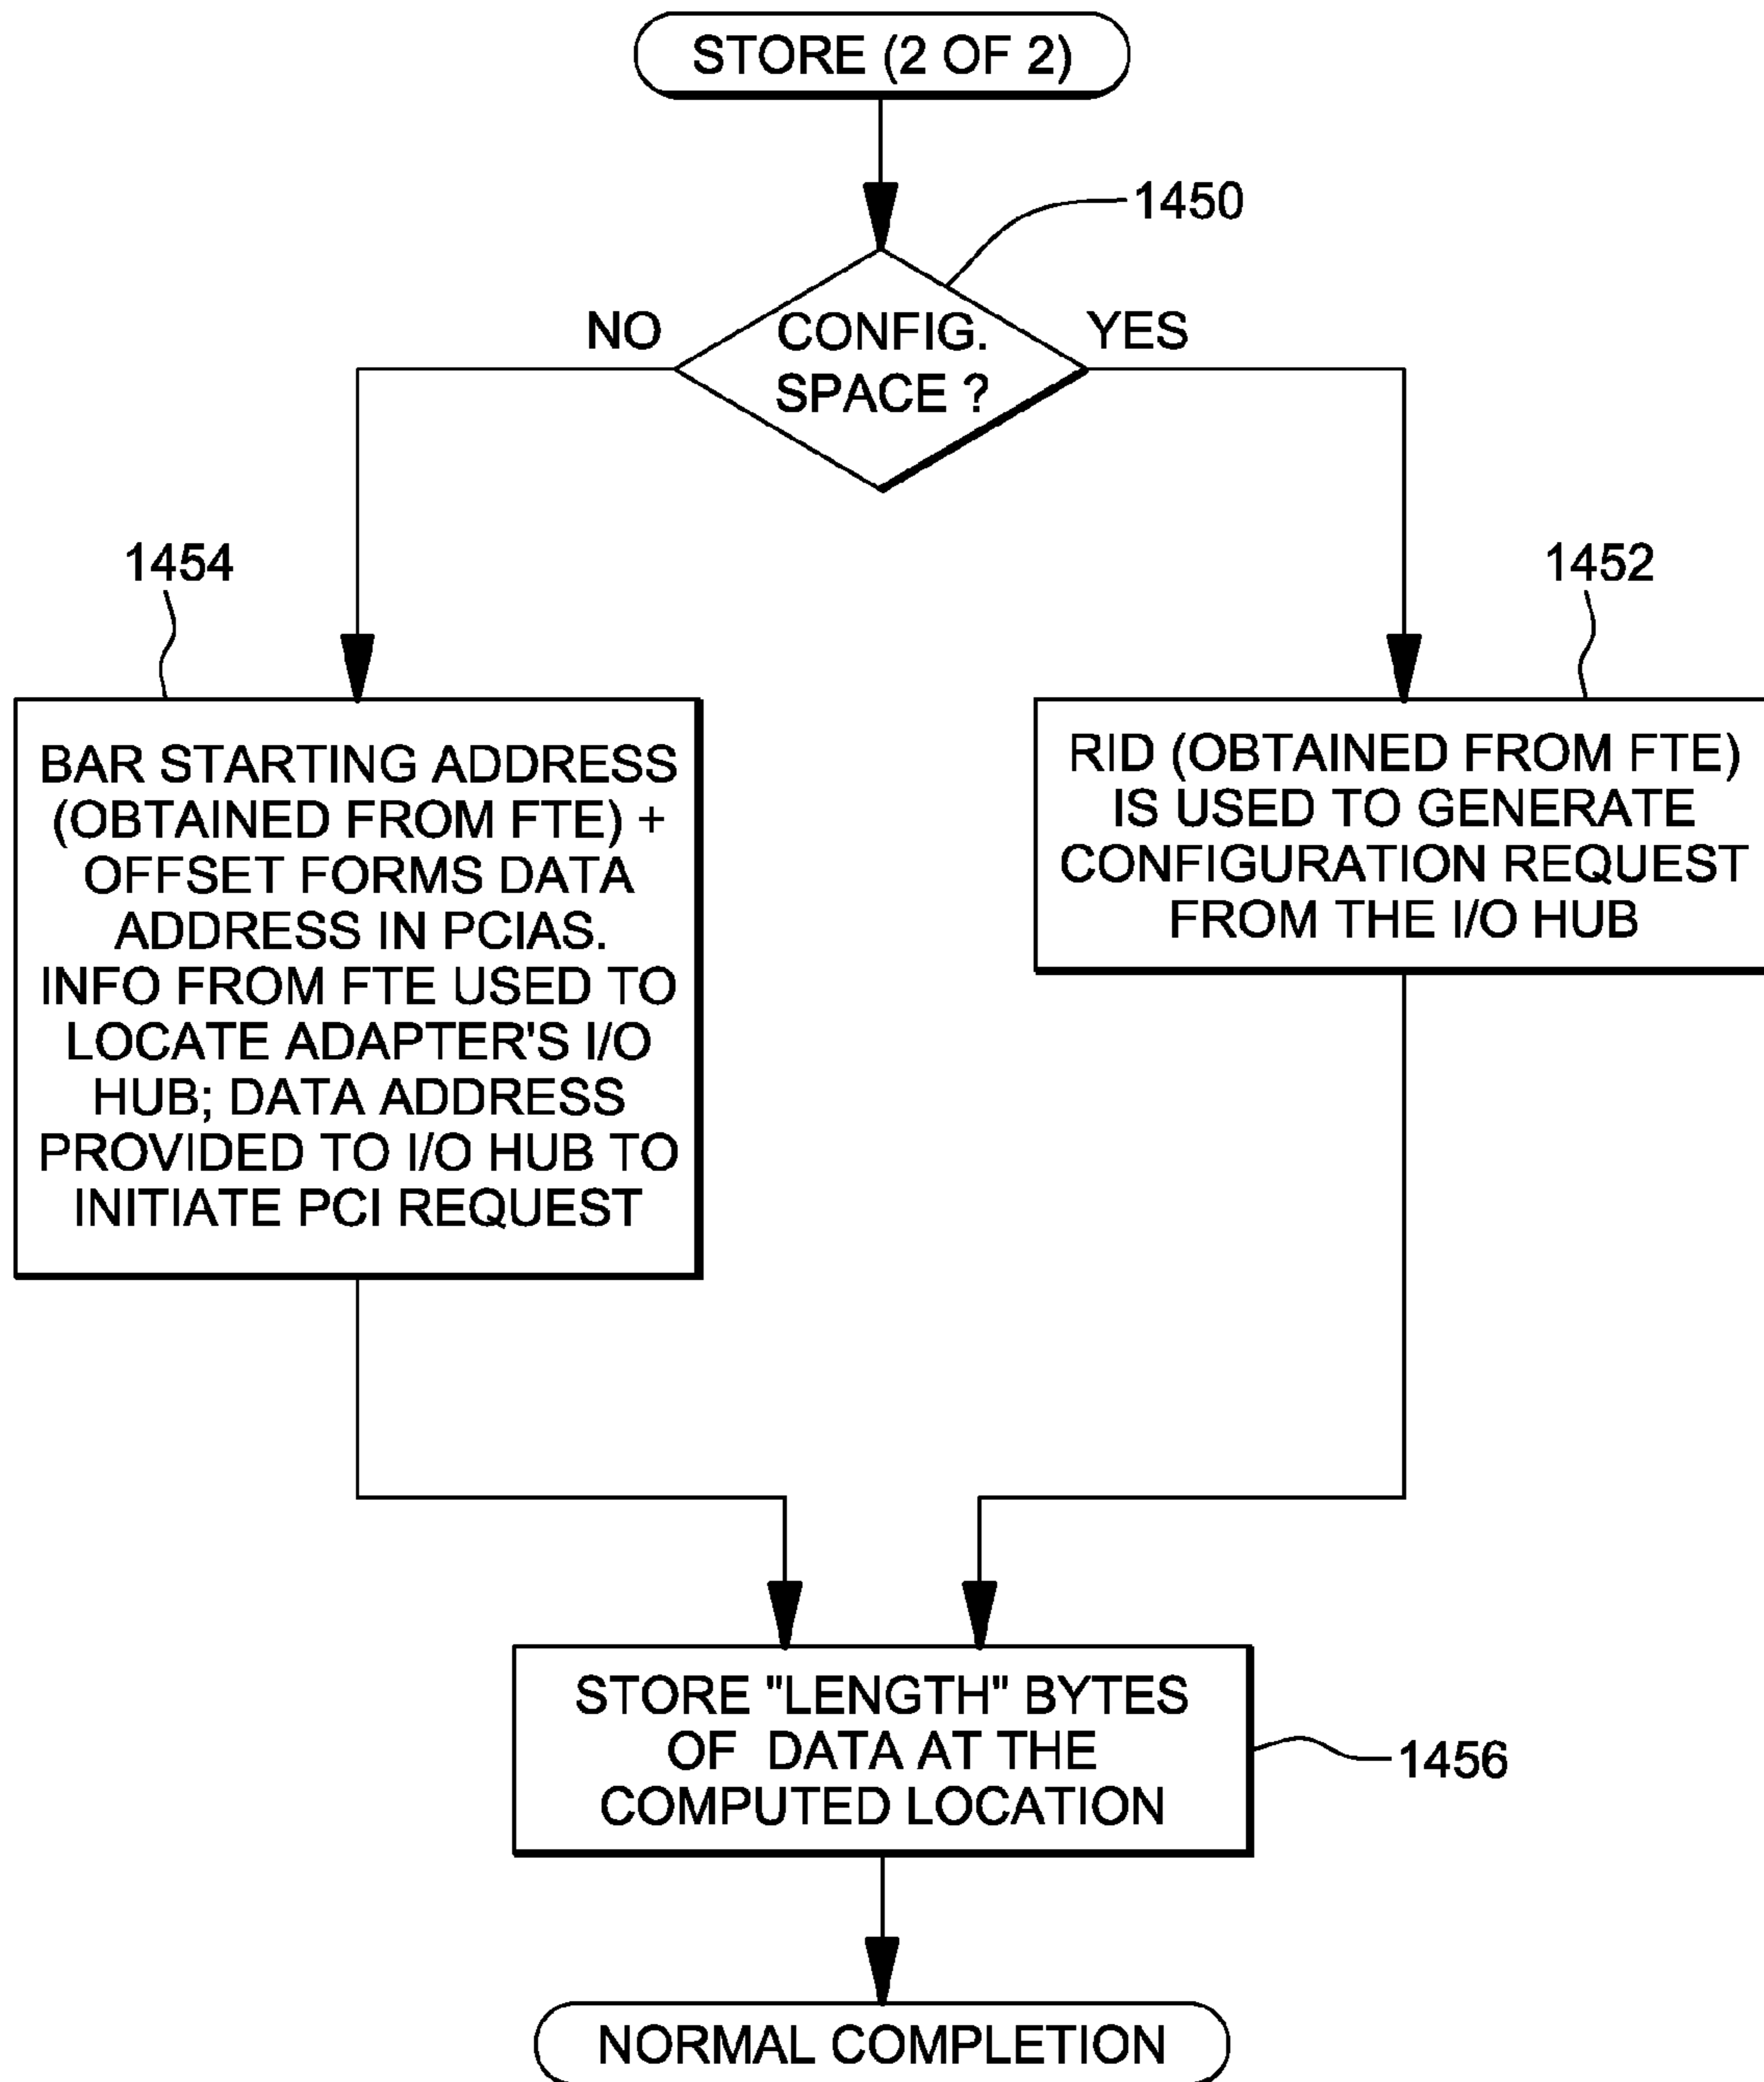 STORE (2 OF 2)
1450
NO
CONFIG.
SPACE ?
YES
1454
1452
BAR STARTING ADDRESS
(OBTAINED FROM FTE) +
OFFSET FORMS DATA
ADDRESS IN PCIAS.
INFO FROM FTE USED TO
LOCATE ADAPTER'S I/O
HUB; DATA ADDRESS
PROVIDED TO I/O HUB TO
INITIATE PCI REQUEST
RID (OBTAINED FROM FTE)
IS USED TO GENERATE
CONFIGURATION REQUEST
FROM THE I/O HUB
STORE "LENGTH" BYTES
OF DATA AT THE
COMPUTED LOCATION
1456
NORMAL COMPLETION